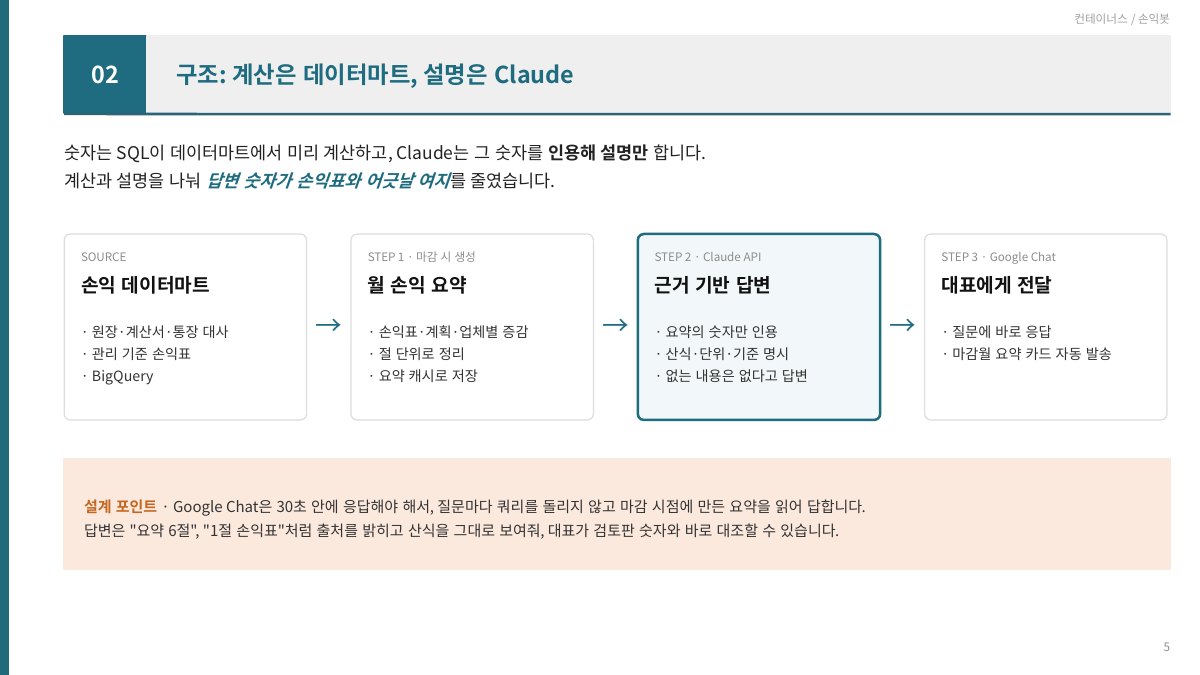 컨테이너스 / 손익봇
02
구조: 계산은 데이터마트, 설명은 Claude
숫자는 SQL이 데이터마트에서 미리 계산하고, Claude는 그 숫자를 인용해 설명만 합니다.
계산과 설명을 나눠 답변 숫자가 손익표와 어긋날 여지를 줄였습니다.
SOURCE
손익 데이터마트
· 원장·계산서·통장 대사
· 관리 기준 손익표
· BigQuery
→
STEP 1 · 마감 시 생성
월 손익 요약
· 손익표·계획·업체별 증감
· 절 단위로 정리
· 요약 캐시로 저장
→
STEP 2 · Claude API
근거 기반 답변
· 요약의 숫자만 인용
· 산식·단위·기준 명시
· 없는 내용은 없다고 답변
→
STEP 3 · Google Chat
대표에게 전달
· 질문에 바로 응답
· 마감월 요약 카드 자동 발송
설계 포인트 · Google Chat은 30초 안에 응답해야 해서, 질문마다 쿼리를 돌리지 않고 마감 시점에 만든 요약을 읽어 답합니다.
답변은 "요약 6절", "1절 손익표"처럼 출처를 밝히고 산식을 그대로 보여줘, 대표가 검토판 숫자와 바로 대조할 수 있습니다.
5